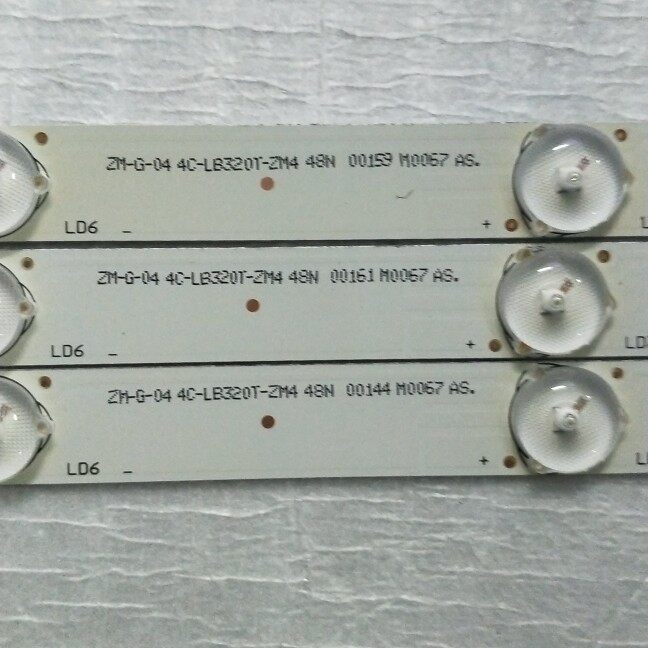 ZM-G-04 4C-LB320T-ZM4 48N 00159 M0067 AS.
LD6 - +
ZM-G-04 4C-LB320T-ZM4 48N 00161 M0067 AS.
LD6 - +
ZM-G-04 4C-LB320T-ZM4 48N 00144 M0067 AS.
LD6 - +